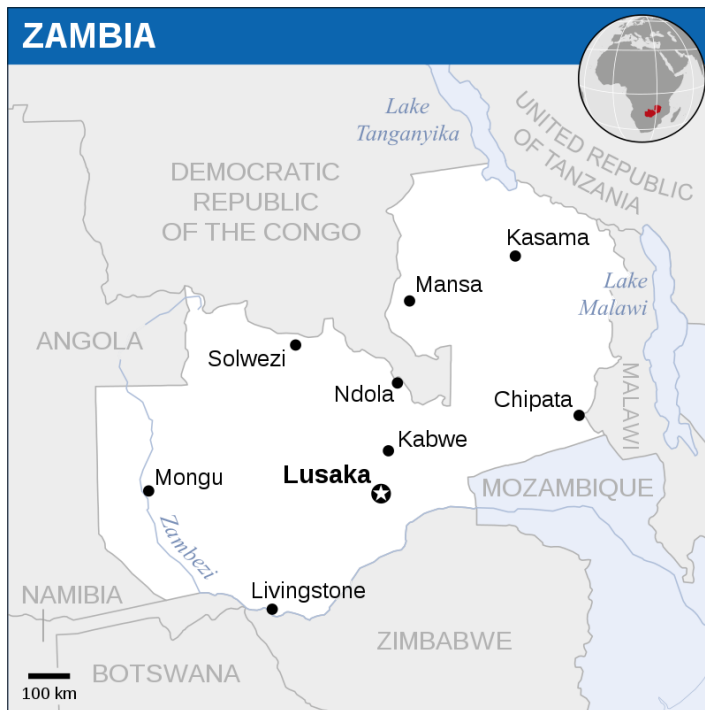 ZAMBIA
Lake
Tanganyika
UNITED REPUBLIC
OF TANZANIA
DEMOCRATIC
REPUBLIC
OF THE CONGO
Kasama
Mansa
Lake
Malawi
ANGOLA
Solwezi
Ndola
Chipata
MALAWI
Kabwe
Lusaka
Mongu
MOZAMBIQUE
Zambezi
Livingstone
NAMIBIA
ZIMBABWE
BOTSWANA
100 km